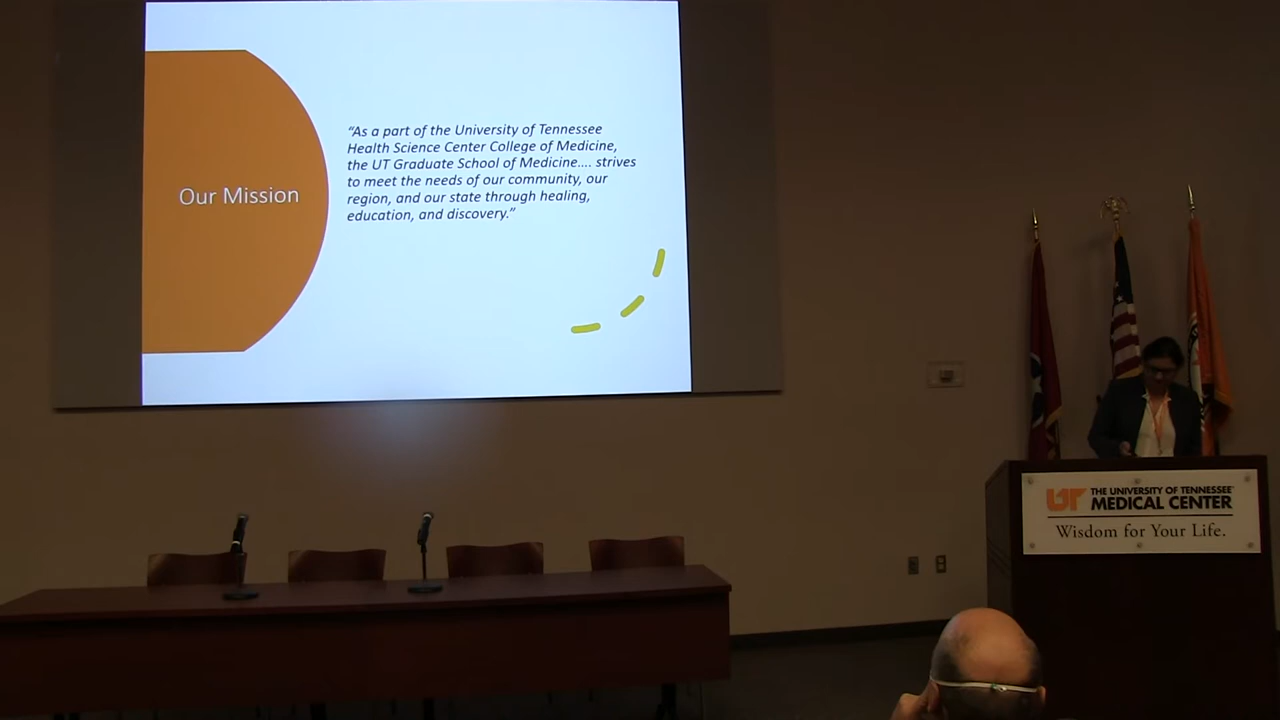 Our Mission
“As a part of the University of Tennessee
Health Science Center College of Medicine,
the UT Graduate School of Medicine.... strives
to meet the needs of our community, our
region, and our state through healing,
education, and discovery.”
UT THE UNIVERSITY OF TENNESSEE
MEDICAL CENTER
Wisdom for Your Life.